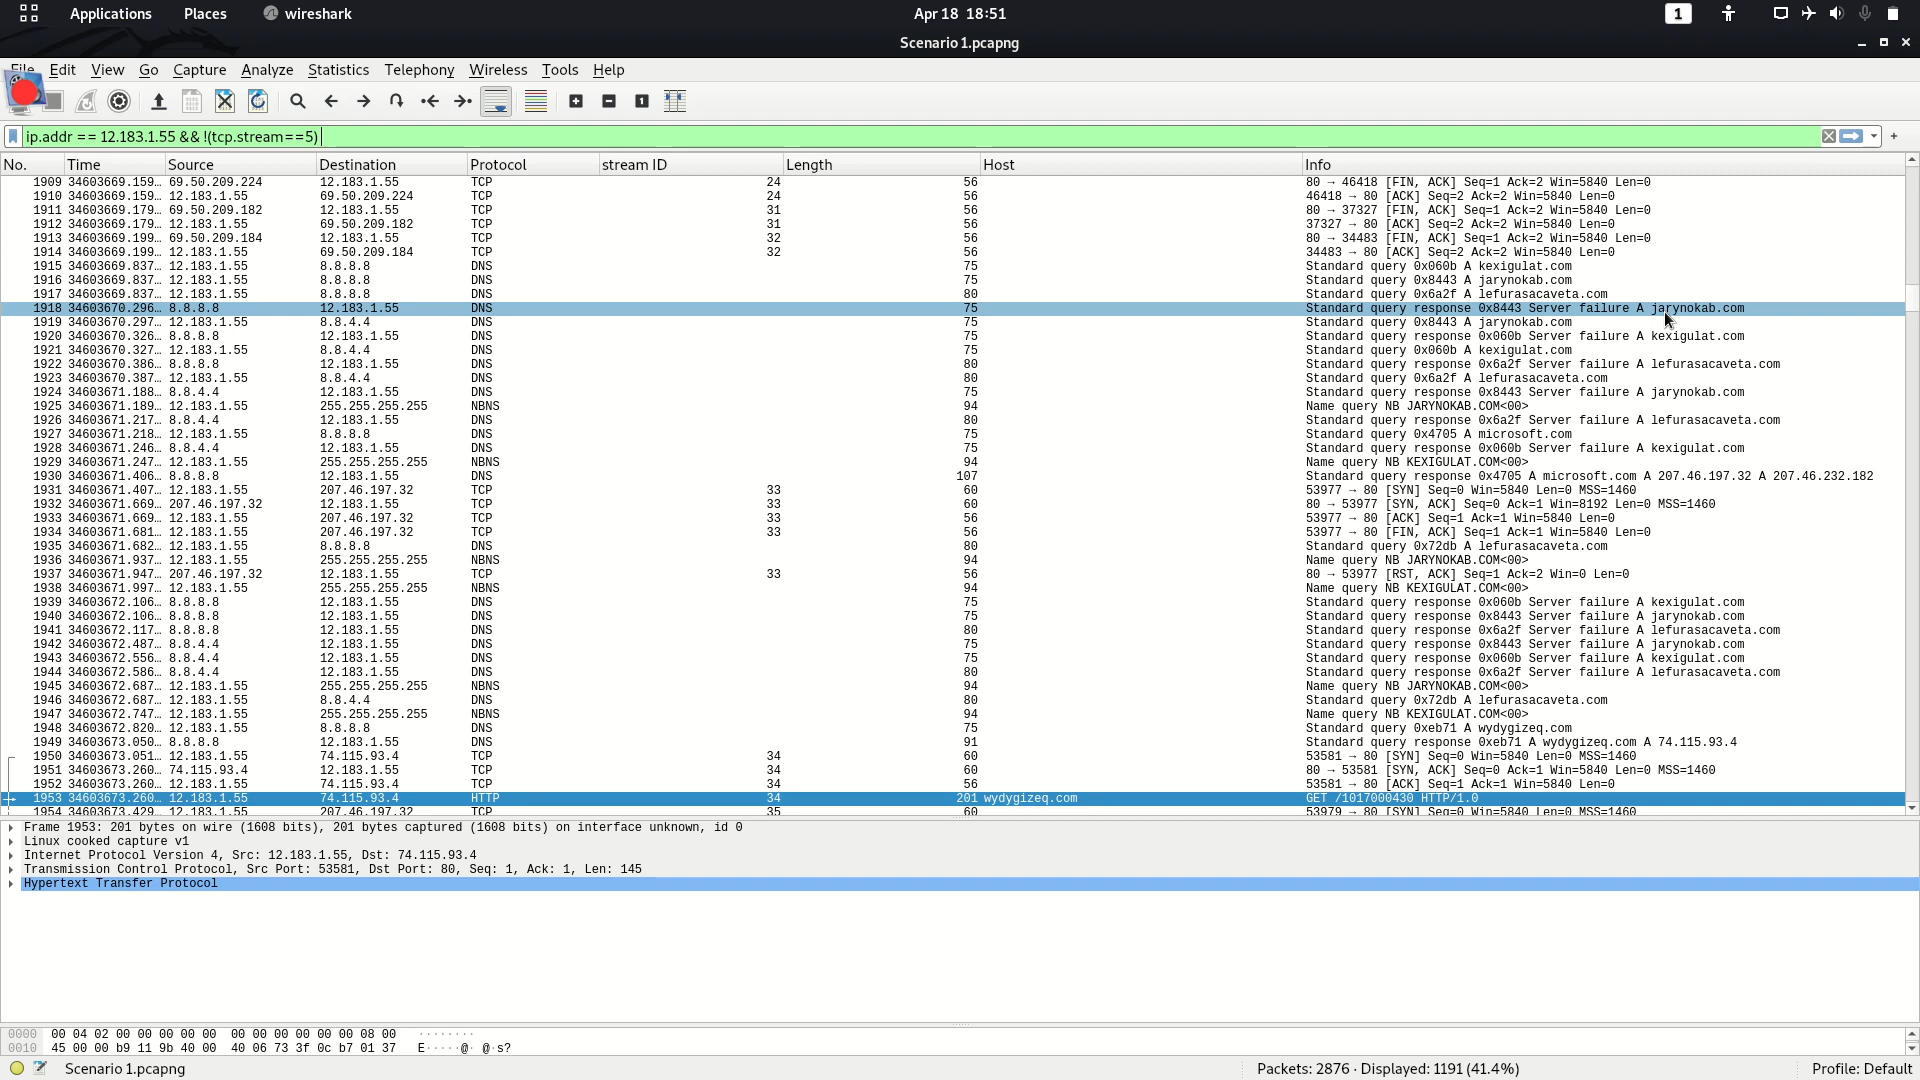 Applications Places wireshark Apr 18 18:51 1
Scenario 1.pcapng
File Edit View Go Capture Analyze Statistics Telephony Wireless Tools Help
ip.addr == 12.183.1.55 && !(tcp.stream==5)
No. Time Source Destination Protocol stream ID Length Host Info
1909 34603669.159… 69.50.209.224 12.183.1.55 TCP 24 56 80 → 46418 [FIN, ACK] Seq=1 Ack=2 Win=5840 Len=0
1910 34603669.159… 12.183.1.55 69.50.209.224 TCP 24 56 46418 → 80 [ACK] Seq=2 Ack=2 Win=5840 Len=0
1911 34603669.179… 69.50.209.182 12.183.1.55 TCP 31 56 80 → 37327 [FIN, ACK] Seq=1 Ack=2 Win=5840 Len=0
1912 34603669.179… 12.183.1.55 69.50.209.182 TCP 31 56 37327 → 80 [ACK] Seq=2 Ack=2 Win=5840 Len=0
1913 34603669.199… 69.50.209.184 12.183.1.55 TCP 32 56 80 → 34483 [FIN, ACK] Seq=1 Ack=2 Win=5840 Len=0
1914 34603669.199… 12.183.1.55 69.50.209.184 TCP 32 56 34483 → 80 [ACK] Seq=2 Ack=2 Win=5840 Len=0
1915 34603669.837… 12.183.1.55 8.8.8.8 DNS 75 Standard query 0x060b A kexigulat.com
1916 34603669.837… 12.183.1.55 8.8.8.8 DNS 75 Standard query 0x8443 A jarynokab.com
1917 34603669.837… 12.183.1.55 8.8.8.8 DNS 80 Standard query 0x6a2f A lefurasacaveta.com
1918 34603670.296… 8.8.8.8 12.183.1.55 DNS 75 Standard query response 0x8443 Server failure A jarynokab.com
1919 34603670.297… 12.183.1.55 8.8.4.4 DNS 75 Standard query 0x8443 A jarynokab.com
1920 34603670.326… 8.8.8.8 12.183.1.55 DNS 75 Standard query response 0x060b Server failure A kexigulat.com
1921 34603670.327… 12.183.1.55 8.8.4.4 DNS 75 Standard query 0x060b A kexigulat.com
1922 34603670.386… 8.8.8.8 12.183.1.55 DNS 80 Standard query response 0x6a2f Server failure A lefurasacaveta.com
1923 34603670.387… 12.183.1.55 8.8.4.4 DNS 80 Standard query 0x6a2f A lefurasacaveta.com
1924 34603671.188… 8.8.4.4 12.183.1.55 DNS 75 Standard query response 0x8443 Server failure A jarynokab.com
1925 34603671.189… 12.183.1.55 255.255.255.255 NBNS 94 Name query NB JARYNOKAB.COM<00>
1926 34603671.217… 8.8.4.4 12.183.1.55 DNS 80 Standard query response 0x6a2f Server failure A lefurasacaveta.com
1927 34603671.218… 12.183.1.55 8.8.8.8 DNS 75 Standard query 0x4705 A microsoft.com
1928 34603671.246… 8.8.4.4 12.183.1.55 DNS 75 Standard query response 0x060b Server failure A kexigulat.com
1929 34603671.247… 12.183.1.55 255.255.255.255 NBNS 94 Name query NB KEXIGULAT.COM<00>
1930 34603671.406… 8.8.8.8 12.183.1.55 DNS 107 Standard query response 0x4705 A microsoft.com A 207.46.197.32 A 207.46.232.182
1931 34603671.407… 12.183.1.55 207.46.197.32 TCP 33 60 53977 → 80 [SYN] Seq=0 Win=5840 Len=0 MSS=1460
1932 34603671.669… 207.46.197.32 12.183.1.55 TCP 33 60 80 → 53977 [SYN, ACK] Seq=0 Ack=1 Win=8192 Len=0 MSS=1460
1933 34603671.669… 12.183.1.55 207.46.197.32 TCP 33 56 53977 → 80 [ACK] Seq=1 Ack=1 Win=5840 Len=0
1934 34603671.681… 12.183.1.55 207.46.197.32 TCP 33 56 53977 → 80 [FIN, ACK] Seq=1 Ack=1 Win=5840 Len=0
1935 34603671.682… 12.183.1.55 8.8.8.8 DNS 80 Standard query 0x72db A lefurasacaveta.com
1936 34603671.937… 12.183.1.55 255.255.255.255 NBNS 94 Name query NB JARYNOKAB.COM<00>
1937 34603671.947… 207.46.197.32 12.183.1.55 TCP 33 56 80 → 53977 [RST, ACK] Seq=1 Ack=2 Win=0 Len=0
1938 34603671.997… 12.183.1.55 255.255.255.255 NBNS 94 Name query NB KEXIGULAT.COM<00>
1939 34603672.106… 8.8.8.8 12.183.1.55 DNS 75 Standard query response 0x060b Server failure A kexigulat.com
1940 34603672.106… 8.8.8.8 12.183.1.55 DNS 75 Standard query response 0x8443 Server failure A jarynokab.com
1941 34603672.117… 8.8.8.8 12.183.1.55 DNS 80 Standard query response 0x6a2f Server failure A lefurasacaveta.com
1942 34603672.487… 8.8.4.4 12.183.1.55 DNS 75 Standard query response 0x8443 Server failure A jarynokab.com
1943 34603672.556… 8.8.4.4 12.183.1.55 DNS 75 Standard query response 0x060b Server failure A kexigulat.com
1944 34603672.586… 8.8.4.4 12.183.1.55 DNS 80 Standard query response 0x6a2f Server failure A lefurasacaveta.com
1945 34603672.687… 12.183.1.55 255.255.255.255 NBNS 94 Name query NB JARYNOKAB.COM<00>
1946 34603672.687… 12.183.1.55 8.8.4.4 DNS 80 Standard query 0x72db A lefurasacaveta.com
1947 34603672.747… 12.183.1.55 255.255.255.255 NBNS 94 Name query NB KEXIGULAT.COM<00>
1948 34603672.820… 12.183.1.55 8.8.8.8 DNS 75 Standard query 0xeb71 A wydygizeq.com
1949 34603673.050… 8.8.8.8 12.183.1.55 DNS 91 Standard query response 0xeb71 A wydygizeq.com A 74.115.93.4
1950 34603673.051… 12.183.1.55 74.115.93.4 TCP 34 60 53581 → 80 [SYN] Seq=0 Win=5840 Len=0 MSS=1460
1951 34603673.260… 74.115.93.4 12.183.1.55 TCP 34 60 80 → 53581 [SYN, ACK] Seq=0 Ack=1 Win=5840 Len=0 MSS=1460
1952 34603673.260… 12.183.1.55 74.115.93.4 TCP 34 56 53581 → 80 [ACK] Seq=1 Ack=1 Win=5840 Len=0
1953 34603673.260… 12.183.1.55 74.115.93.4 HTTP 34 201 wydygizeq.com GET /1017000430 HTTP/1.0
1954 34603673.429… 12.183.1.55 207.46.197.32 TCP 35 60 53979 → 80 [SYN] Seq=0 Win=5840 Len=0 MSS=1460
Frame 1953: 201 bytes on wire (1608 bits), 201 bytes captured (1608 bits) on interface unknown, id 0
Linux cooked capture v1
Internet Protocol Version 4, Src: 12.183.1.55, Dst: 74.115.93.4
Transmission Control Protocol, Src Port: 53581, Dst Port: 80, Seq: 1, Ack: 1, Len: 145
Hypertext Transfer Protocol
0000 00 04 02 00 00 00 00 00 00 00 00 00 00 00 08 00 ········
0010 45 00 00 b9 11 9b 40 00 40 06 73 3f 0c b7 01 37 E·····@· @·s?
Scenario 1.pcapng Packets: 2876 · Displayed: 1191 (41.4%) Profile: Default